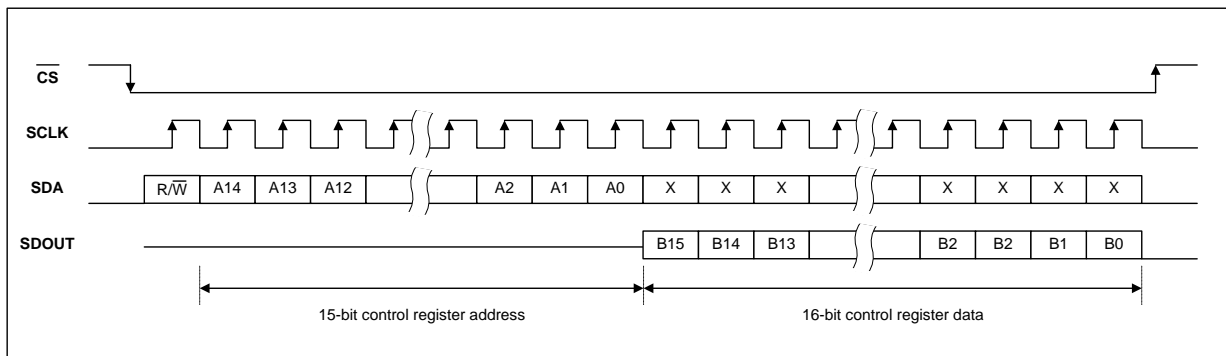 CS
SCLK
SDA R/W A14 A13 A12 A2 A1 A0 X X X X X X X
SDOUT B15 B14 B13 B2 B2 B1 B0
15-bit control register address 16-bit control register data